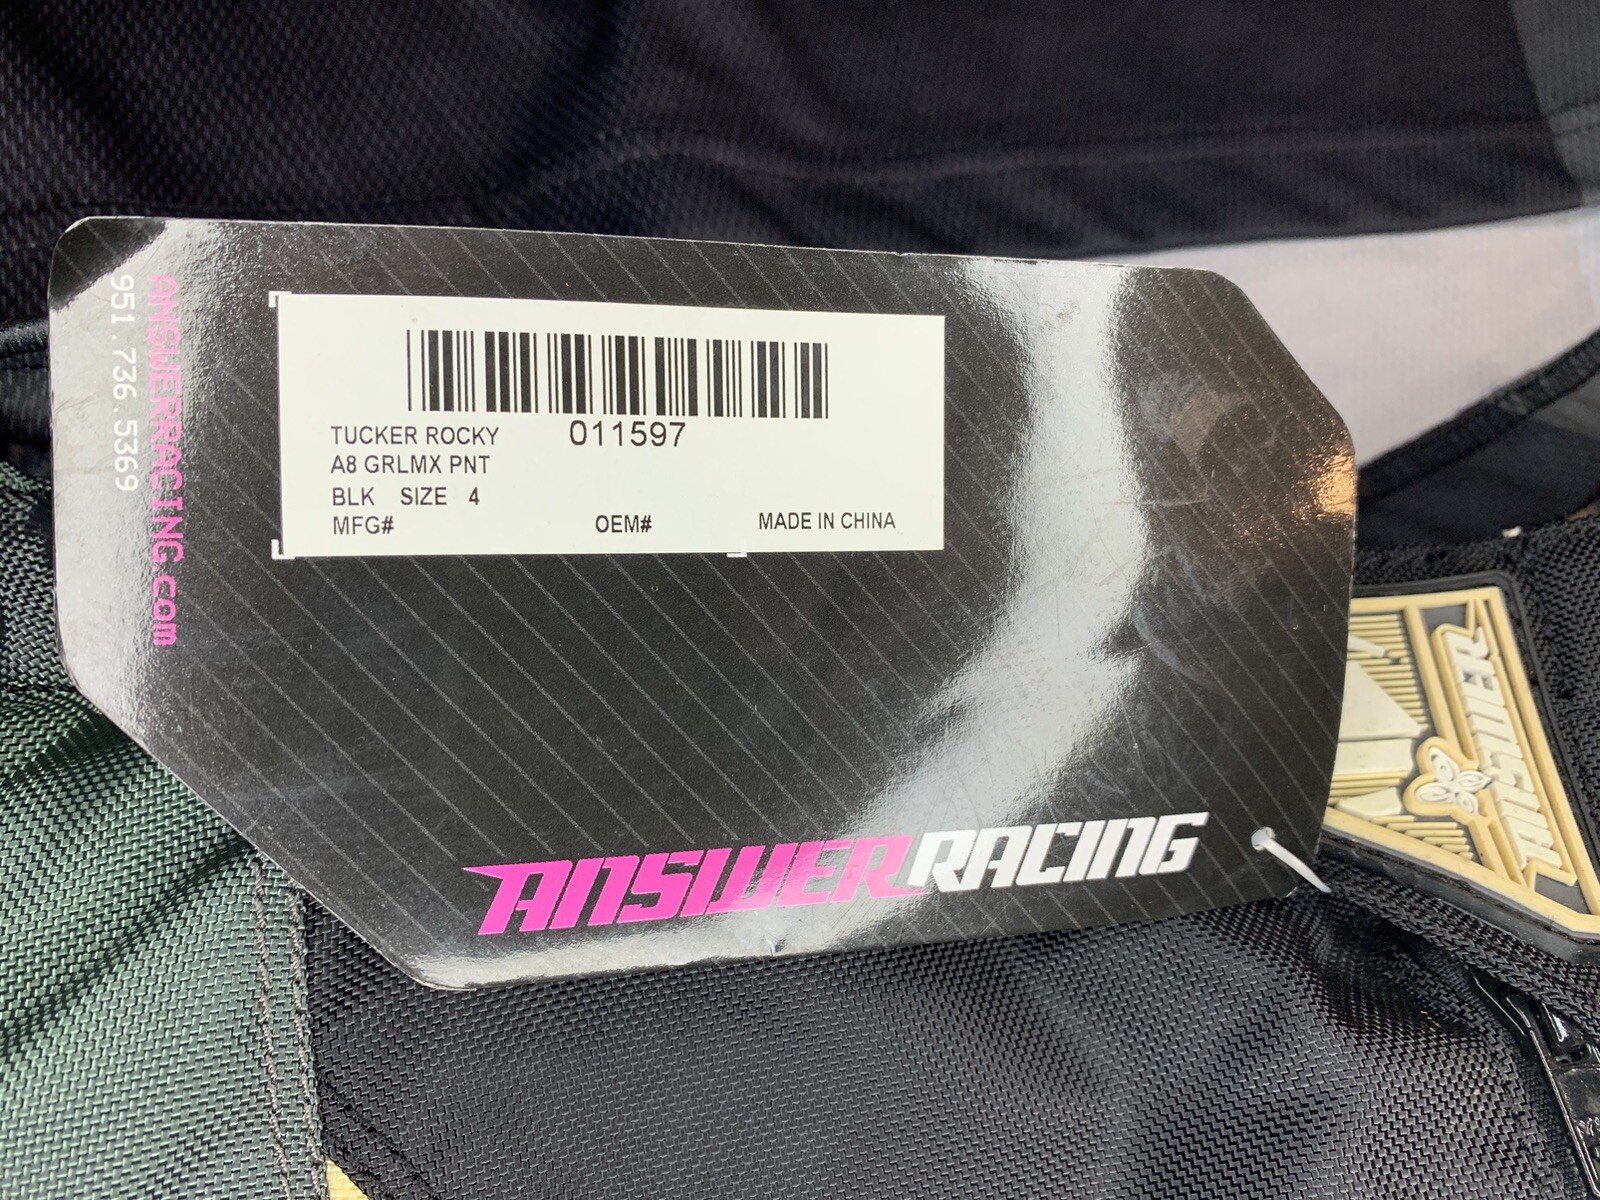 ANSWERRACING.com
951.736.5369
TUCKER ROCKY 011597
A8 GRLMX PNT
BLK SIZE 4
MFG# OEM# MADE IN CHINA
ANSWERRACING
ANSWER